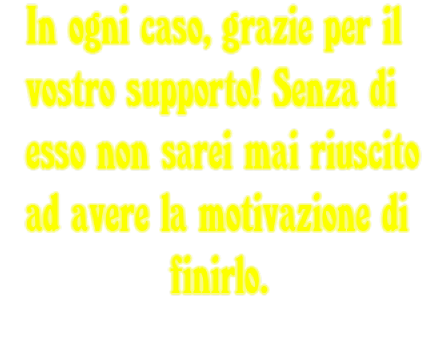 In ogni caso, grazie per il
vostro supporto! Senza di
esso non sarei mai riuscito
ad avere la motivazione di
finirlo.